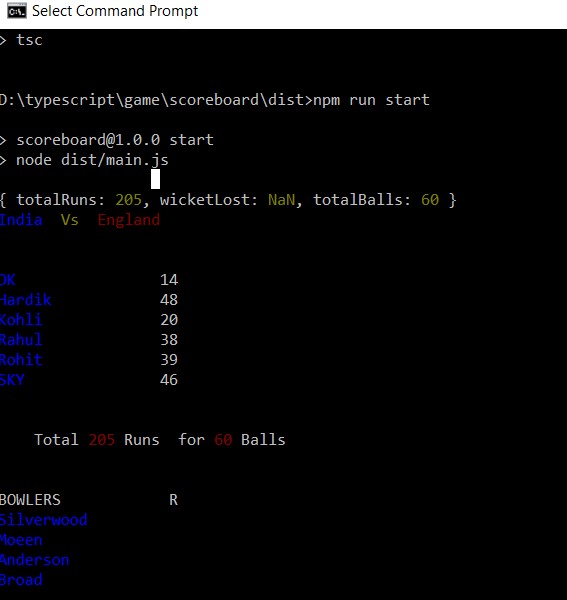 Select Command Prompt
> tsc
D:\typescript\game\scoreboard\dist>npm run start
> scoreboard@1.0.0 start
> node dist/main.js
{ totalRuns: 205, wicketLost: NaN, totalBalls: 60 }
India Vs England
DK 14
Hardik 48
Kohli 20
Rahul 38
Rohit 39
SKY 46
Total 205 Runs for 60 Balls
BOWLERS R
Silverwood
Moeen
Anderson
Broad